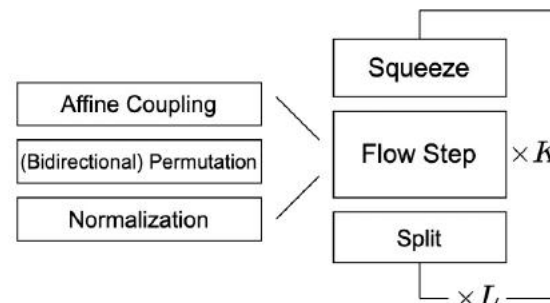 Squeeze
Affine Coupling
(Bidirectional) Permutation
Flow Step
×K
Normalization
Split
×L